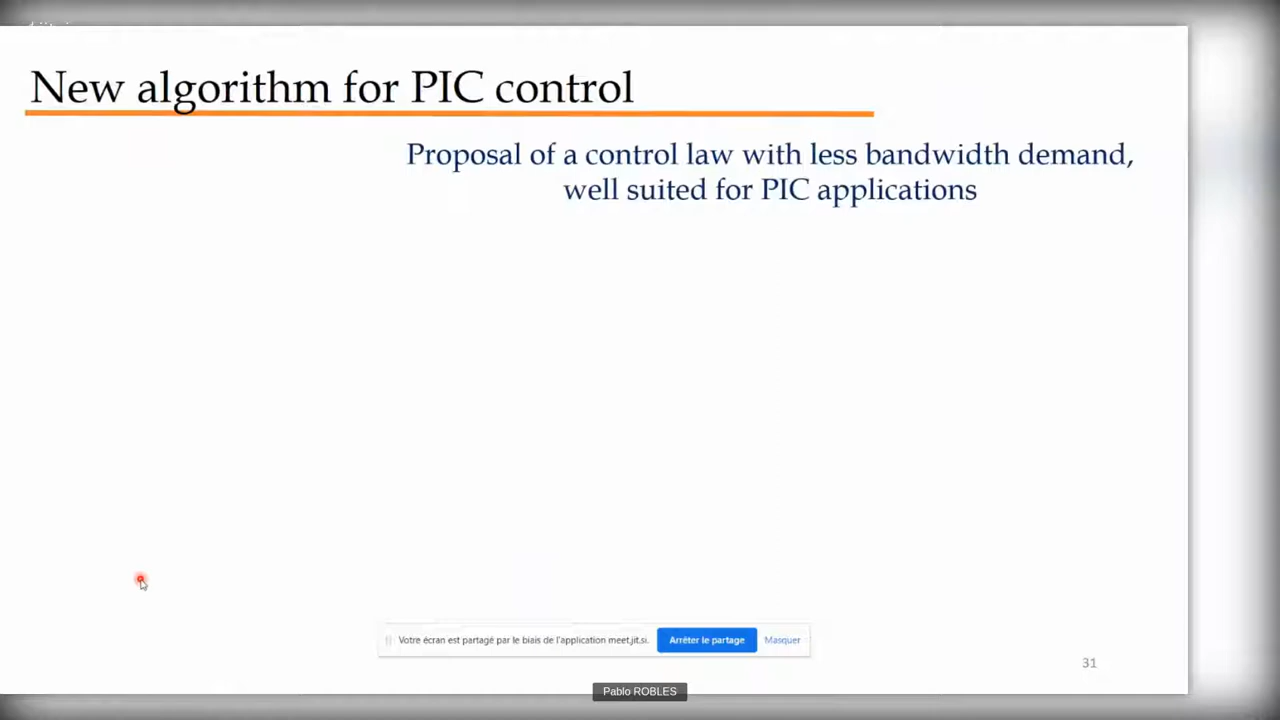 New algorithm for PIC control
Proposal of a control law with less bandwidth demand,
well suited for PIC applications
Votre écran est partagé par le biais de l'application meet.jit.si.
Arrêter le partage
Masquer
31
Pablo ROBLES